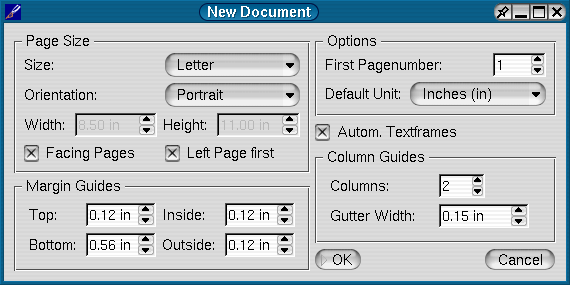 New Document
Page Size
Size: Letter
Orientation: Portrait
Width: 8.50 in Height: 11.00 in
Facing Pages Left Page first
Margin Guides
Top: 0.12 in Inside: 0.12 in
Bottom: 0.56 in Outside: 0.12 in
Options
First Pagenumber: 1
Default Unit: Inches (in)
Autom. Textframes
Column Guides
Columns: 2
Gutter Width: 0.15 in
OK Cancel